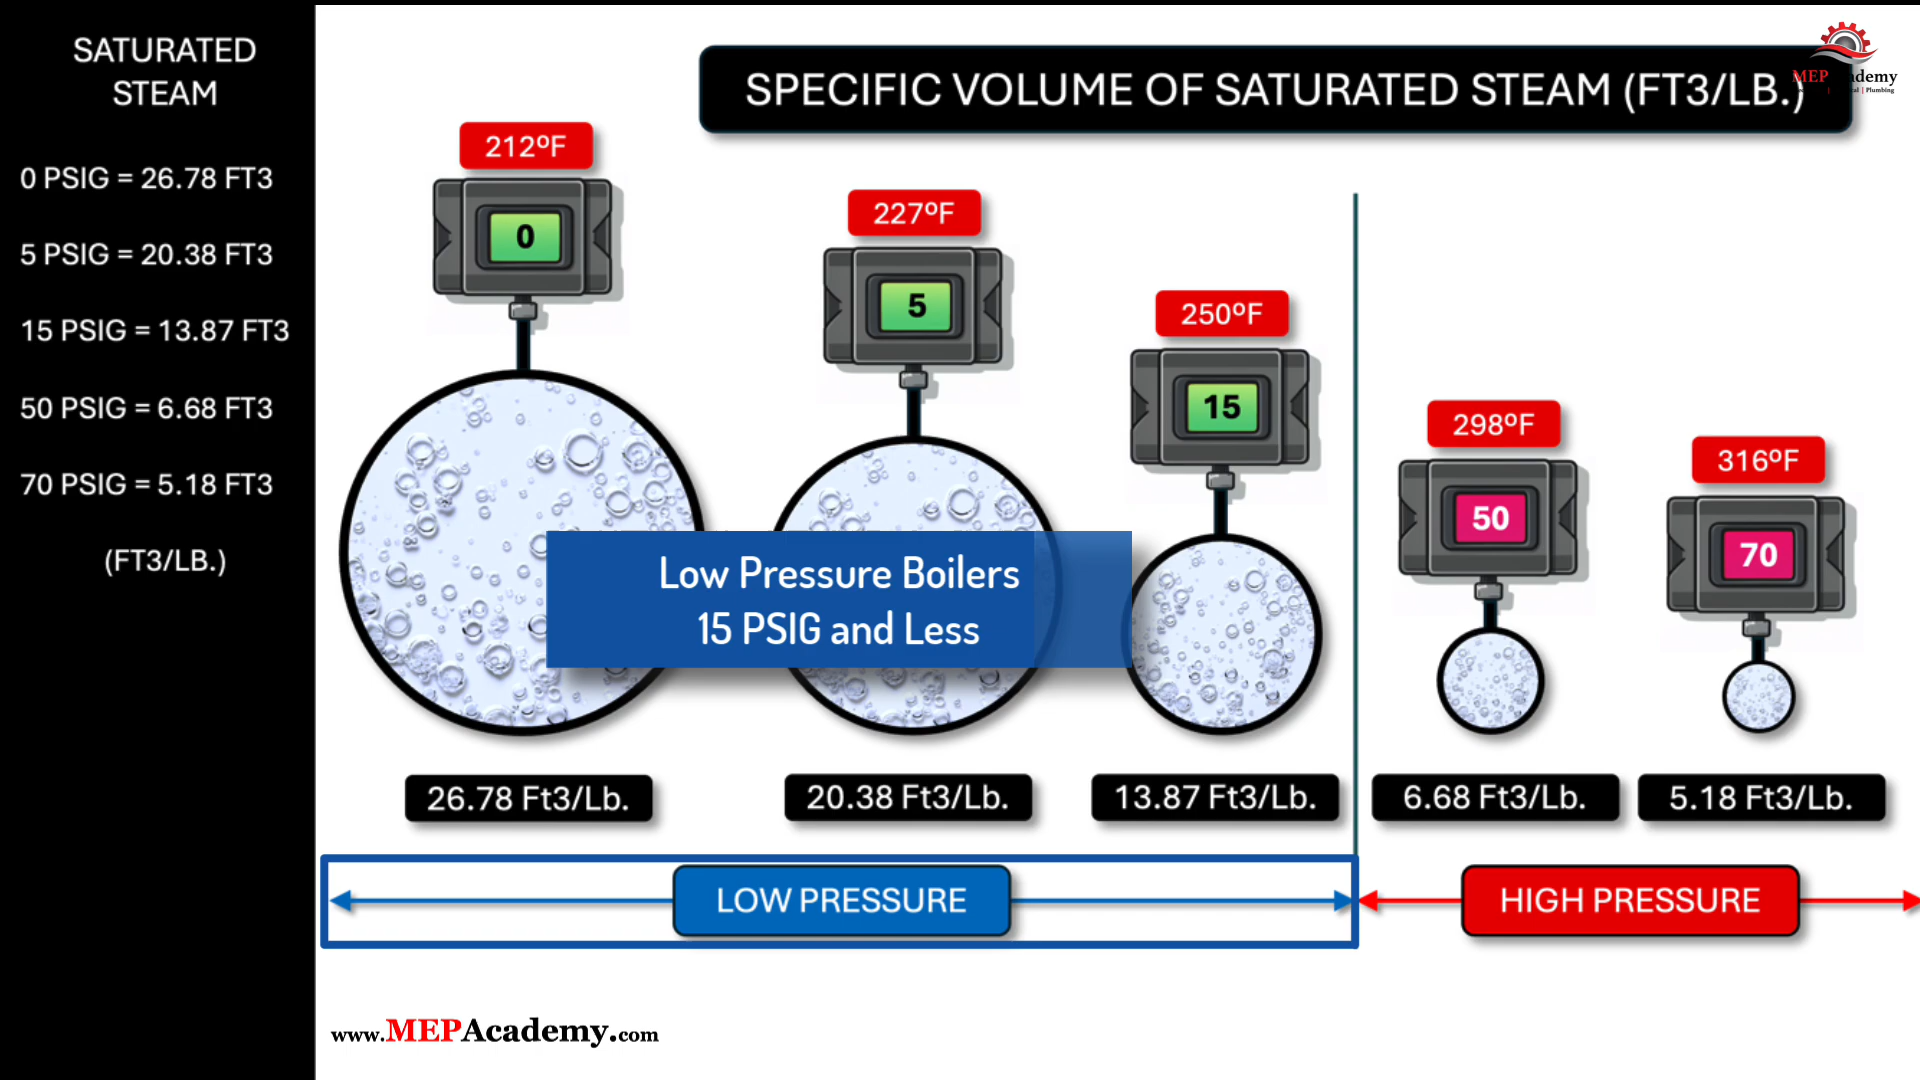 SATURATED
STEAM
0 PSIG = 26.78 FT3
5 PSIG = 20.38 FT3
15 PSIG = 13.87 FT3
50 PSIG = 6.68 FT3
70 PSIG = 5.18 FT3
(FT3/LB.)
SPECIFIC VOLUME OF SATURATED STEAM (FT3/LB.)
MEP ademy
| Plumbing
212ºF
0
227ºF
5
250ºF
15
298ºF
50
316ºF
70
Low Pressure Boilers
15 PSIG and Less
26.78 Ft3/Lb.
20.38 Ft3/Lb.
13.87 Ft3/Lb.
6.68 Ft3/Lb.
5.18 Ft3/Lb.
LOW PRESSURE
HIGH PRESSURE
www.MEPAcademy.com